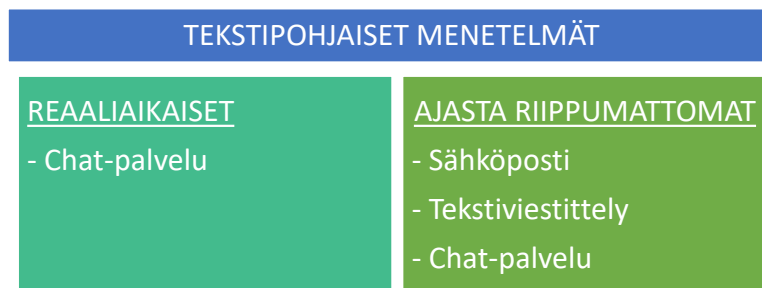 TEKSTIPOHJAISET MENETELMÄT
REAALIAIKAISET
- Chat-palvelu
AJASTA RIIPPUMATTOMAT
- Sähköposti
- Tekstiviestittely
- Chat-palvelu